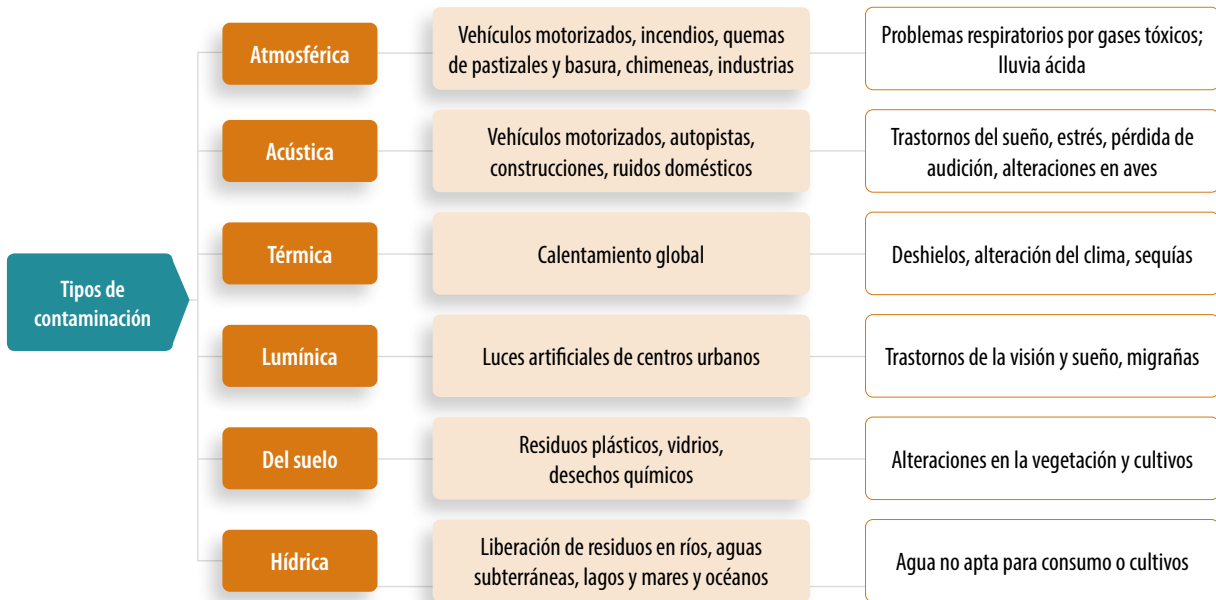 Tipos de
contaminación
Atmosférica
Vehículos motorizados, incendios, quemas
de pastizales y basura, chimeneas, industrias
Problemas respiratorios por gases tóxicos;
lluvia ácida
Acústica
Vehículos motorizados, autopistas,
construcciones, ruidos domésticos
Trastornos del sueño, estrés, pérdida de
audición, alteraciones en aves
Térmica
Calentamiento global
Deshielos, alteración del clima, sequías
Lumínica
Luces artificiales de centros urbanos
Trastornos de la visión y sueño, migrañas
Del suelo
Residuos plásticos, vidrios,
desechos químicos
Alteraciones en la vegetación y cultivos
Hídrica
Liberación de residuos en ríos, aguas
subterráneas, lagos y mares y océanos
Agua no apta para consumo o cultivos